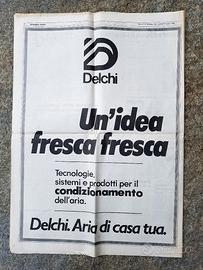 Delchi
Un'idea
fresca fresca
Tecnologie,
sistemi e prodotti per il
condizionamento
dell'aria.
Delchi. Aria di casa tua.